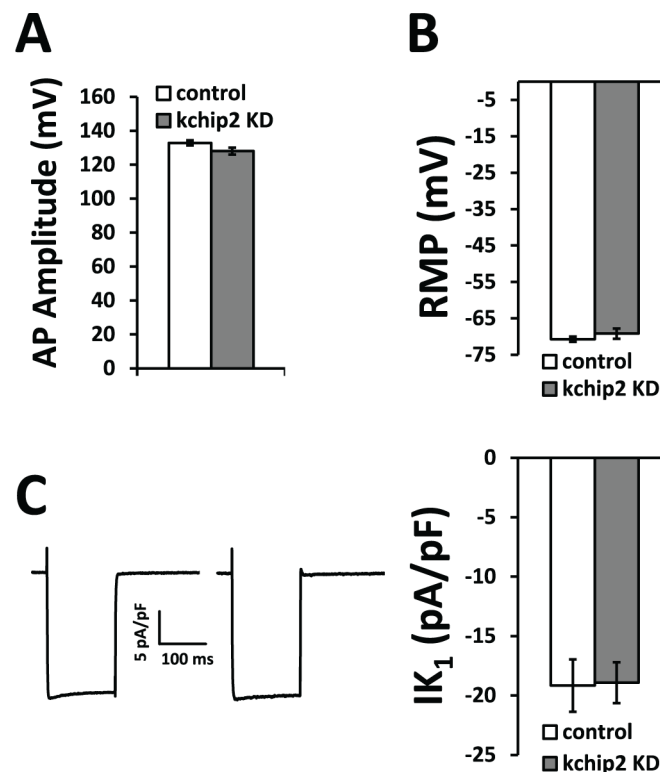 A
AP Amplitude (mV)
160
140
120
100
80
60
40
20
0
control
kchip2 KD
B
RMP (mV)
-5
-15
-25
-35
-45
-55
-65
-75
control
kchip2 KD
C
5 pA/pF
100 ms
IK1 (pA/pF)
0
-5
-10
-15
-20
-25
control
kchip2 KD